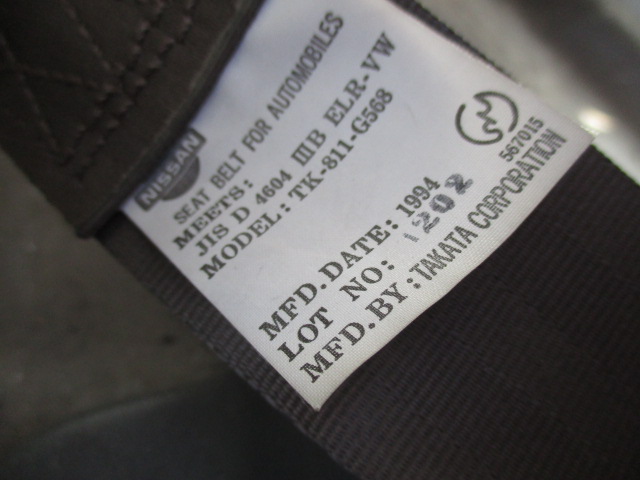 NISSAN
SEAT BELT FOR AUTOMOBILES
MEETS:
JIS D 4604 IIIB ELR-VW
MODEL: TK-811-G568
567015
MFD. DATE: 1994
LOT NO: 1202
MFD. BY: TAKATA CORPORATION